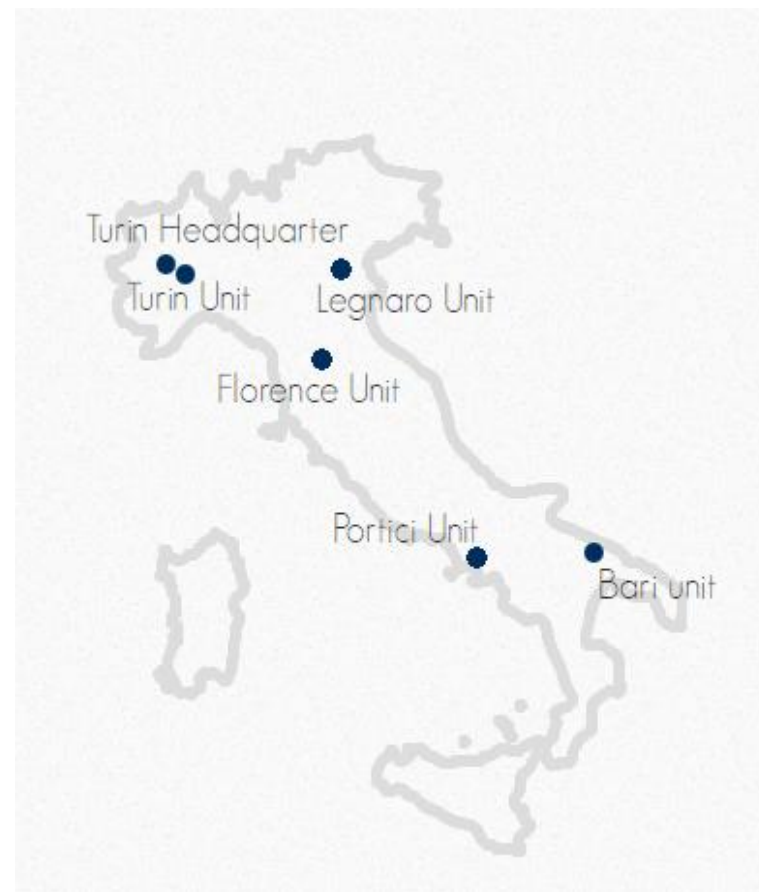 Turin Headquarter
Turin Unit
Legnaro Unit
Florence Unit
Portici Unit
Bari unit